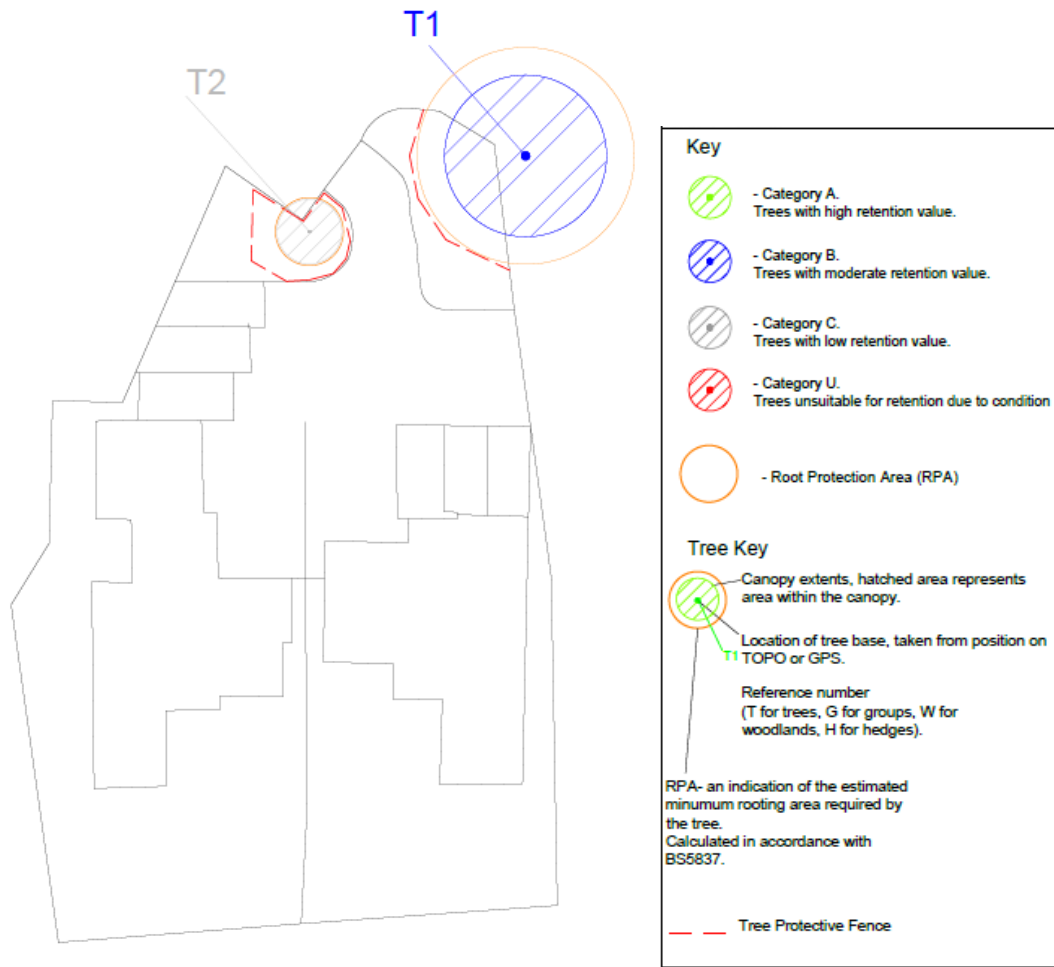 T1
T2
Key
- Category A.
Trees with high retention value.
- Category B.
Trees with moderate retention value.
- Category C.
Trees with low retention value.
- Category U.
Trees unsuitable for retention due to condition
- Root Protection Area (RPA)
Tree Key
Canopy extents, hatched area represents
area within the canopy.
Location of tree base, taken from position on
TOPO or GPS.
T1
Reference number
(T for trees, G for groups, W for
woodlands, H for hedges).
RPA- an indication of the estimated
minumum rooting area required by
the tree.
Calculated in accordance with
BS5837.
Tree Protective Fence